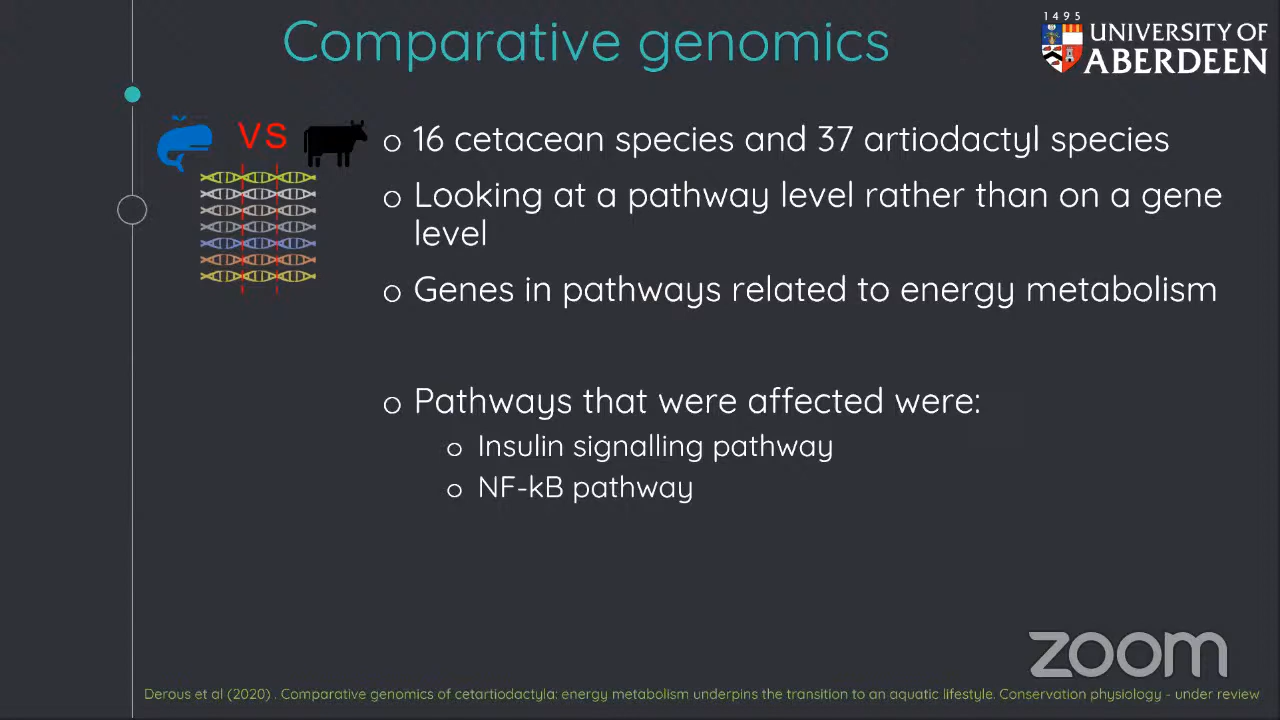 Comparative genomics
1495
UNIVERSITY OF
ABERDEEN
VS
o 16 cetacean species and 37 artiodactyl species
o Looking at a pathway level rather than on a gene
level
o Genes in pathways related to energy metabolism
o Pathways that were affected were:
o Insulin signalling pathway
o NF-kB pathway
zoom
Derous et al (2020) . Comparative genomics of cetartiodactyla: energy metabolism underpins the transition to an aquatic lifestyle. Conservation physiology - under review